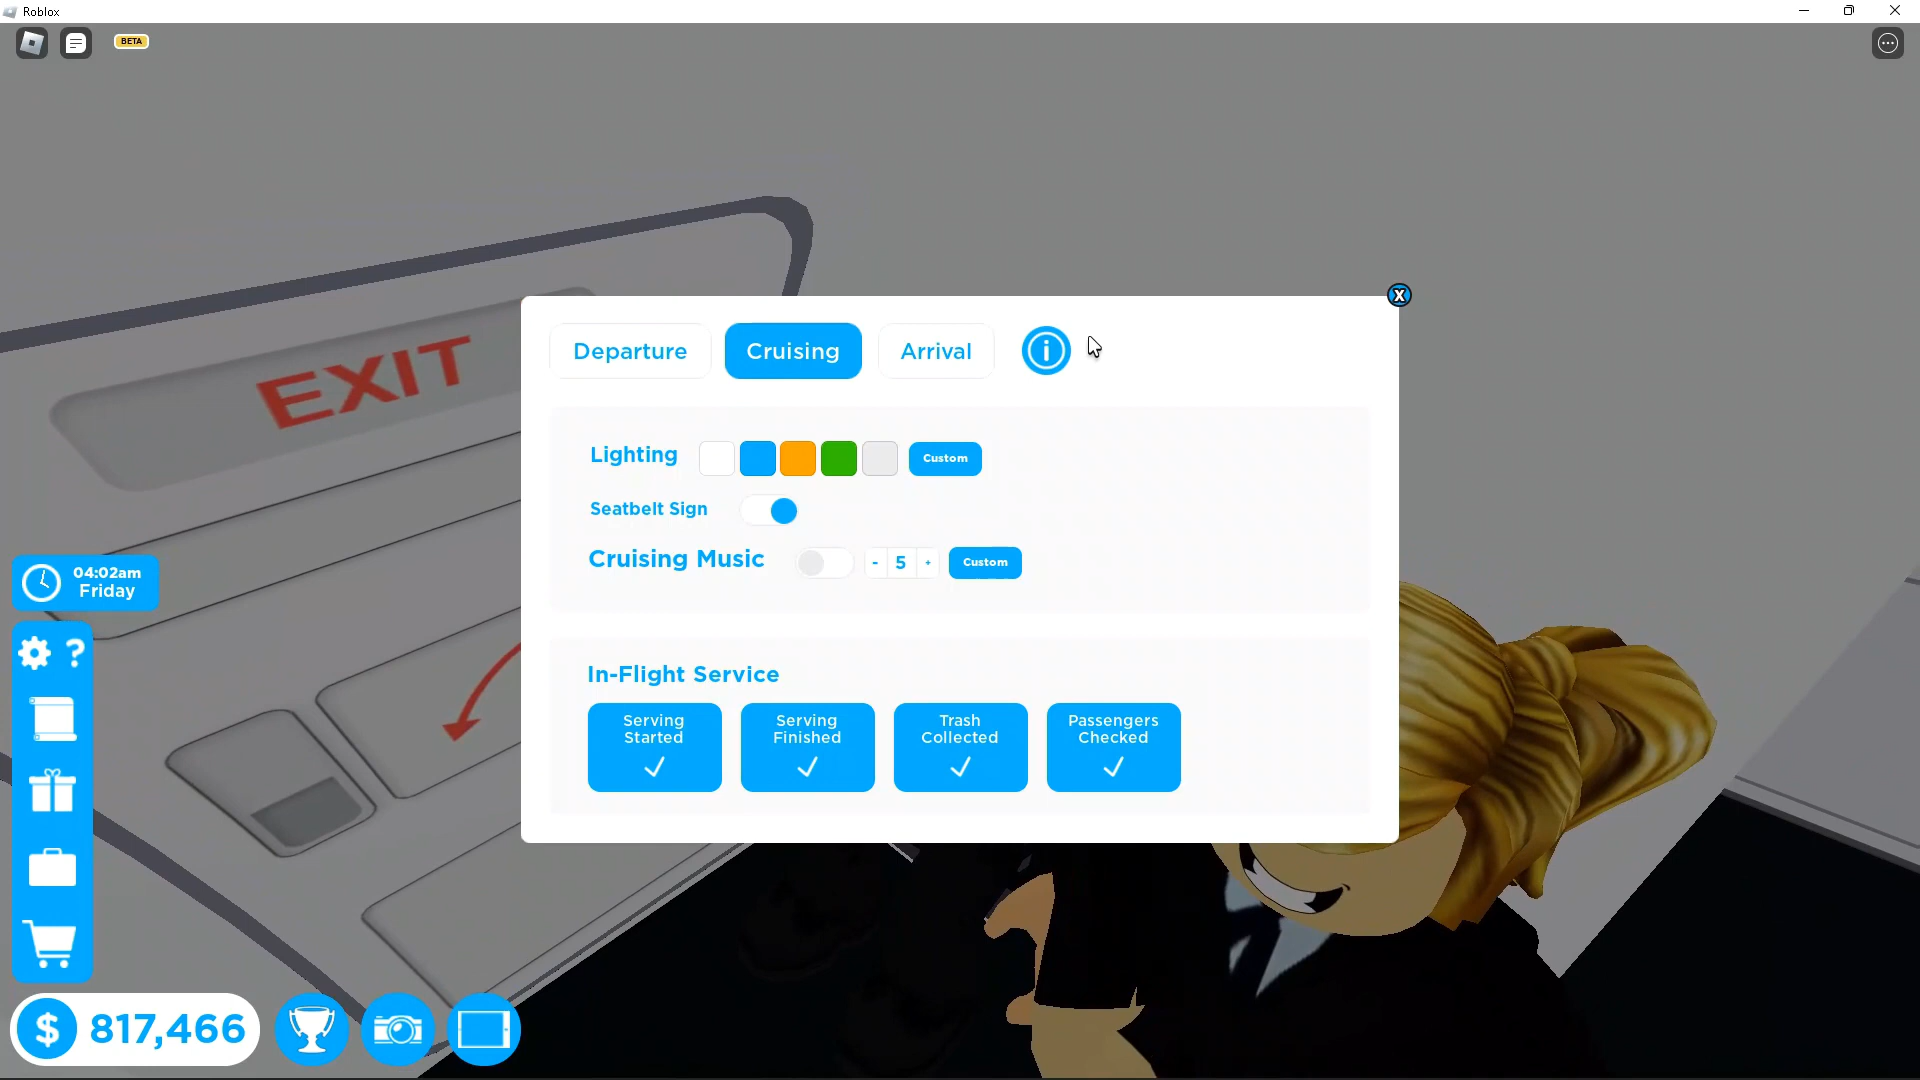 Roblox
BETA
EXIT
Departure
Cruising
Arrival
Lighting
Custom
Seatbelt Sign
Cruising Music
- 5 +
Custom
In-Flight Service
Serving
Started
Serving
Finished
Trash
Collected
Passengers
Checked
04:02am
Friday
?
$ 817,466